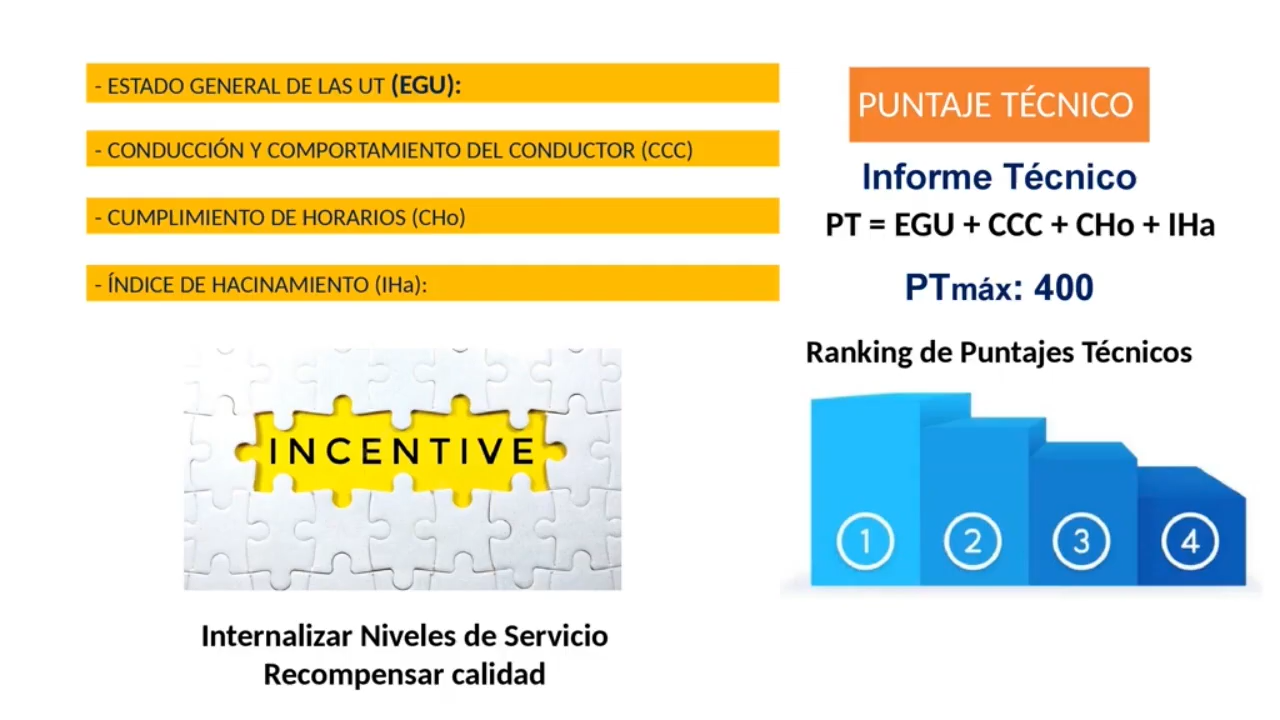 - ESTADO GENERAL DE LAS UT (EGU):
- CONDUCCIÓN Y COMPORTAMIENTO DEL CONDUCTOR (CCC)
- CUMPLIMIENTO DE HORARIOS (CHo)
- ÍNDICE DE HACINAMIENTO (IHa):
INCENTIVE
Internalizar Niveles de Servicio
Recompensar calidad
PUNTAJE TÉCNICO
Informe Técnico
PT = EGU + CCC + CHo + IHa
PTmáx: 400
Ranking de Puntajes Técnicos
1 2 3 4